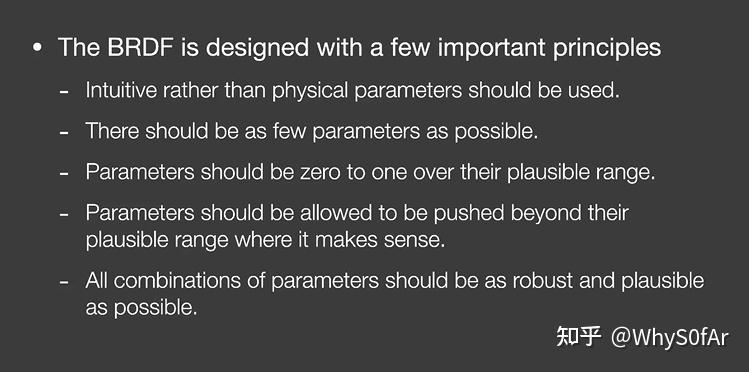 • The BRDF is designed with a few important principles
- Intuitive rather than physical parameters should be used.
- There should be as few parameters as possible.
- Parameters should be zero to one over their plausible range.
- Parameters should be allowed to be pushed beyond their
plausible range where it makes sense.
- All combinations of parameters should be as robust and plausible
as possible.
知乎 @WhyS0fAr